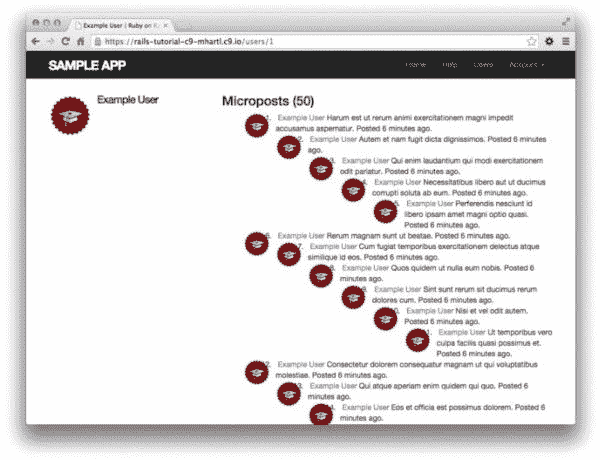 Example User | Ruby on R
https://rails-tutorial-c9-mhartl.c9.io/users/1
SAMPLE APP
Home Help Users Account
Example User
Microposts (50)
1. Example User Harum est ut rerum animi exercitationem magni impedit
accusamus aspernatur. Posted 6 minutes ago.
2. Example User Autem et nam fugit dicta dignissimos. Posted 6 minutes
ago.
3. Example User Qui enim laudantium qui modi exercitationem
odit pariatur. Posted 6 minutes ago.
4. Example User Necessitatibus libero aut ut ducimus
corrupti soluta ab eum. Posted 6 minutes ago.
5. Example User Perferendis nesciunt id
libero ipsam amet magni optio quasi.
Posted 6 minutes ago.
6. Example User Rerum magnam sunt ut beatae. Posted 6 minutes ago.
7. Example User Cum fugiat temporibus exercitationem delectus atque
similique id eos. Posted 6 minutes ago.
8. Example User Quos quidem ut nulla eum nobis. Posted 6
minutes ago.
9. Example User Sint sunt rerum sit ducimus rerum
dolores cum. Posted 6 minutes ago.
10. Example User Nisi et vel odit autem.
Posted 6 minutes ago.
11. Example User Ut temporibus vero
culpa facilis quasi possimus et.
Posted 6 minutes ago.
2. Example User Consectetur dolorem consequatur magnam ut qui voluptatibus
molestiae. Posted 6 minutes ago.
3. Example User Qui atque aperiam enim quidem qui quo. Posted 6
minutes ago.
Example User Eos et officia est possimus dolorem. Posted 6
minutes ago.